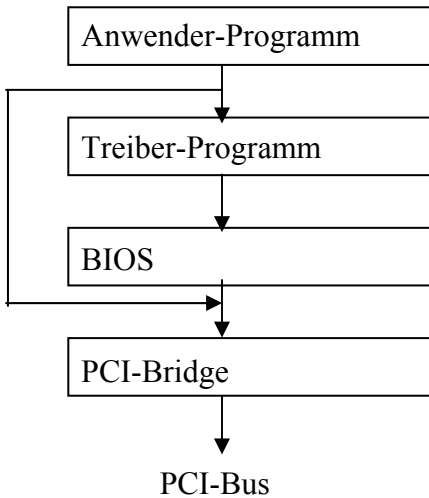 Anwender-Programm
Treiber-Programm
BIOS
PCI-Bridge
PCI-Bus